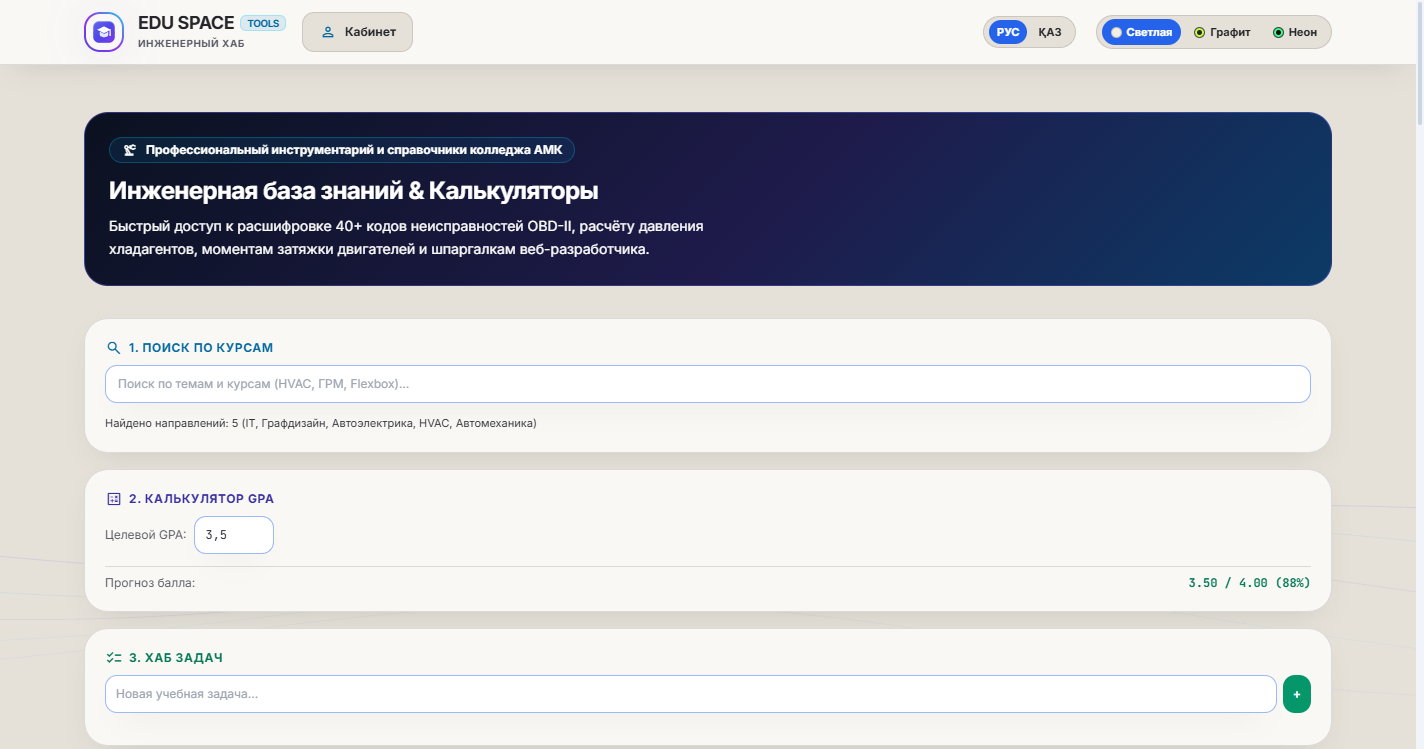 EDU SPACE TOOLS
ИНЖЕНЕРНЫЙ ХАБ
Кабинет
РУС ҚАЗ
Светлая Графит Неон
Профессиональный инструментарий и справочники колледжа АМК
Инженерная база знаний & Калькуляторы
Быстрый доступ к расшифровке 40+ кодов неисправностей OBD-II, расчёту давления
хладагентов, моментам затяжки двигателей и шпаргалкам веб-разработчика.
1. ПОИСК ПО КУРСАМ
Поиск по темам и курсам (HVAC, ГРМ, Flexbox)...
Найдено направлений: 5 (IT, Графдизайн, Автоэлектрика, HVAC, Автомеханика)
2. КАЛЬКУЛЯТОР GPA
Целевой GPA: 3,5
Прогноз балла: 3.50 / 4.00 (88%)
3. ХАБ ЗАДАЧ
Новая учебная задача...
+